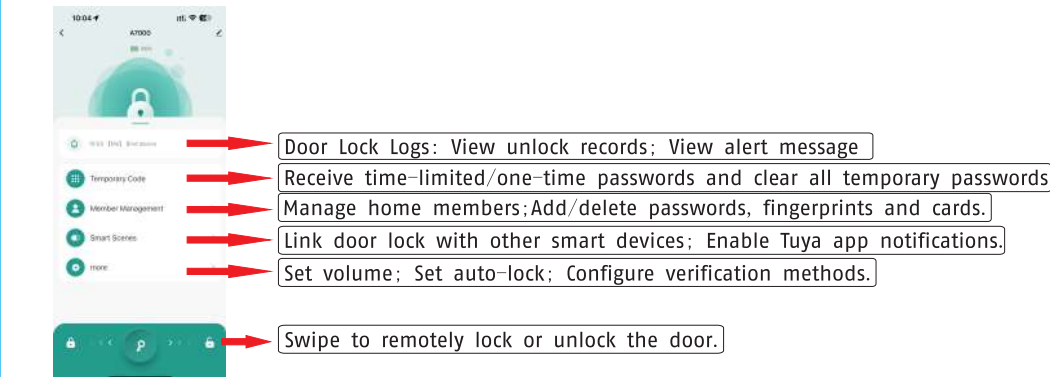 10:04
A7000
Door Lock Logs: View unlock records; View alert message
Temporary Code
Receive time-limited/one-time passwords and clear all temporary passwords
Member Management
Manage home members;Add/delete passwords, fingerprints and cards.
Smart Scenes
Link door lock with other smart devices; Enable Tuya app notifications.
more
Set volume; Set auto-lock; Configure verification methods.
Swipe to remotely lock or unlock the door.